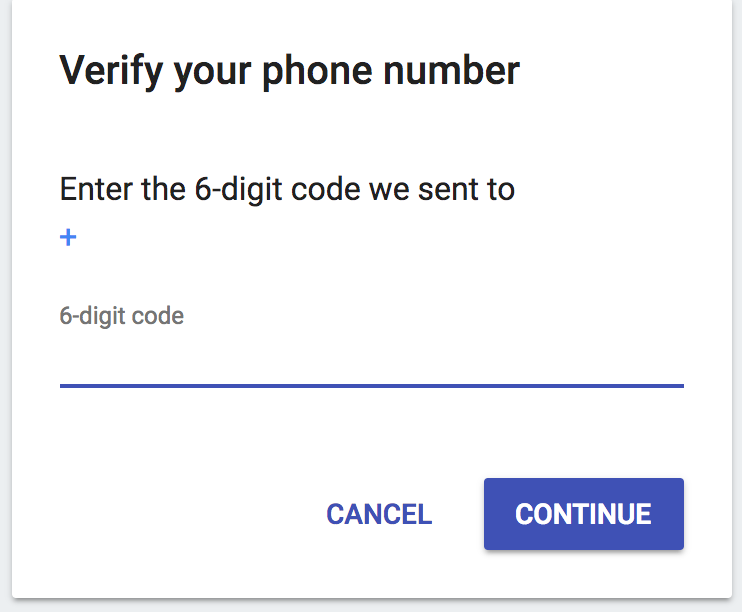 Verify your phone number
Enter the 6-digit code we sent to
+
6-digit code
CANCEL CONTINUE